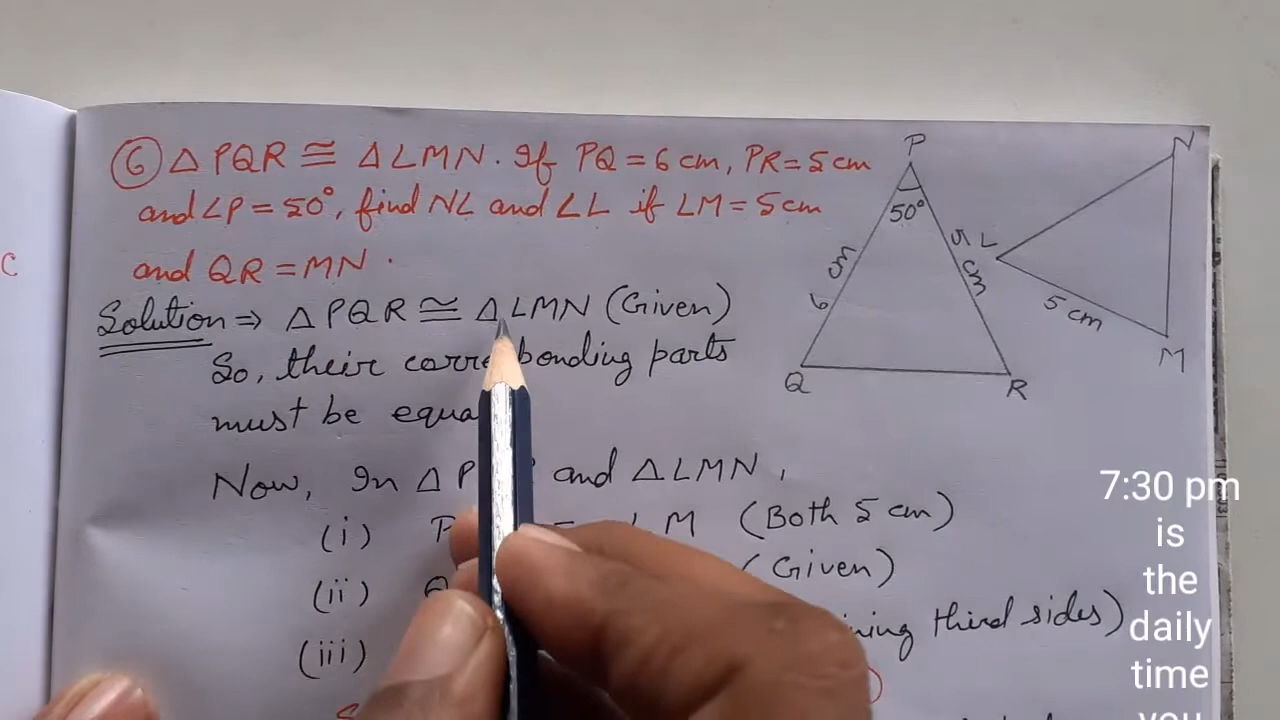 ⑥ △PQR ≅ △LMN. If PQ = 6 cm, PR = 5 cm
and ∠P = 50°, find NL and ∠L if LM = 5 cm
and QR = MN.
Solution ⇒ △PQR ≅ △LMN (Given)
So, their corresbonding parts
must be equa
Now, In △P and △LMN,
(i) P = M (Both 5 cm)
(ii) Q (Given)
(iii) third sides)
P
50°
6 cm
5 cm
Q
R
N
L
5 cm
M
C
7:30 pm
is
the
daily
time
you